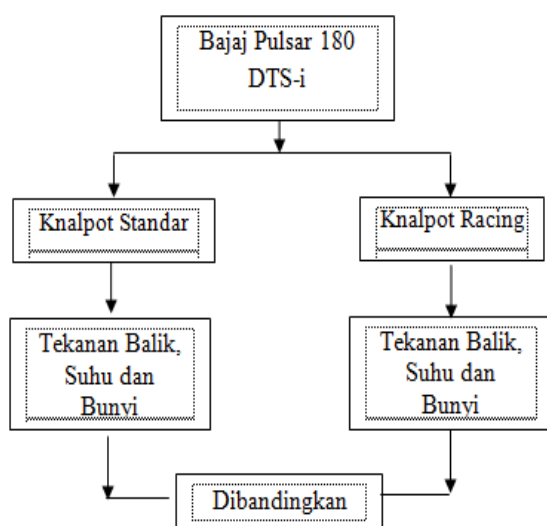 Bajaj Pulsar 180
DTS-i
Knalpot Standar
Knalpot Racing
Tekanan Balik,
Suhu dan
Bunyi
Tekanan Balik,
Suhu dan
Bunyi
Dibandingkan